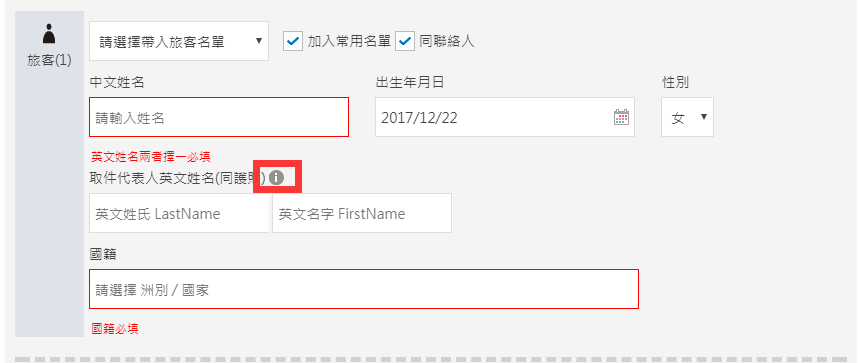 旅客(1)
請選擇帶入旅客名單
加入常用名單
同聯絡人
中文姓名
出生年月日
性別
請輸入姓名
2017/12/22
女
英文姓名兩者擇一必填
取件代表人英文姓名(同護照)
英文姓氏 LastName
英文名字 FirstName
國籍
請選擇 洲別 / 國家
國籍必填